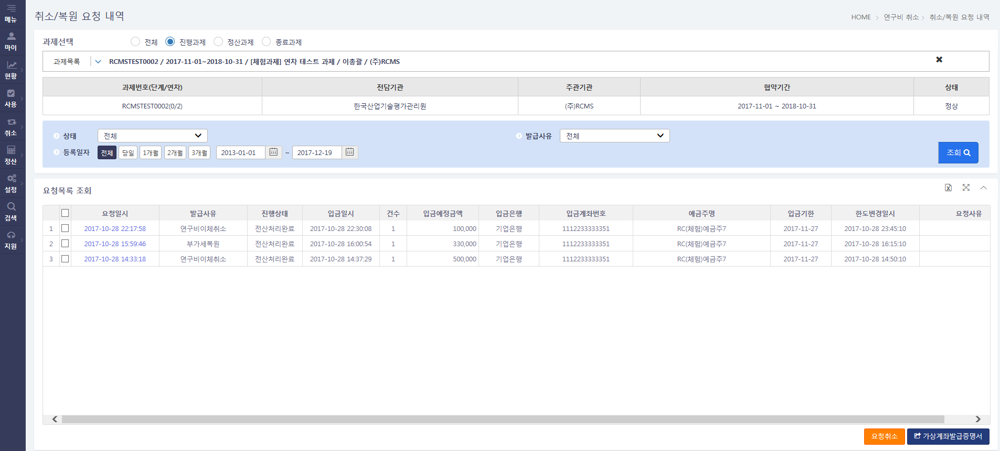 메뉴
마이
현황
사용
취소
정산
설정
검색
지원
취소/복원 요청 내역
HOME > 연구비 취소 > 취소/복원 요청 내역
과제선택 전체 진행과제 정산과제 종료과제
과제목록 RCMSTEST0002 / 2017-11-01~2018-10-31 / [체험과제] 연차 테스트 과제 / 이총괄 / (주)RCMS
과제번호(단계/연차) 전담기관 주관기관 협약기간 상태
RCMSTEST0002(0/2) 한국산업기술평가관리원 (주)RCMS 2017-11-01 ~ 2018-10-31 정상
상태 전체 발급사유 전체
등록일자 전체 당일 1개월 2개월 3개월 2013-01-01 ~ 2017-12-19 조회
요청목록 조회
요청일시 발급사유 진행상태 입금일시 건수 입금예정금액 입금은행 입금계좌번호 예금주명 입금기한 한도변경일시 요청사유
1 2017-10-28 22:17:58 연구비이체취소 전산처리완료 2017-10-28 22:30:08 1 100,000 기업은행 1112233333351 RC(체험)예금주7 2017-11-27 2017-10-28 23:45:10
2 2017-10-28 15:59:46 부가세복원 전산처리완료 2017-10-28 16:00:54 1 330,000 기업은행 1112233333351 RC(체험)예금주7 2017-11-27 2017-10-28 16:15:10
3 2017-10-28 14:33:18 연구비이체취소 전산처리완료 2017-10-28 14:37:29 1 500,000 기업은행 1112233333351 RC(체험)예금주7 2017-11-27 2017-10-28 14:50:10
요청취소 가상계좌발급증명서